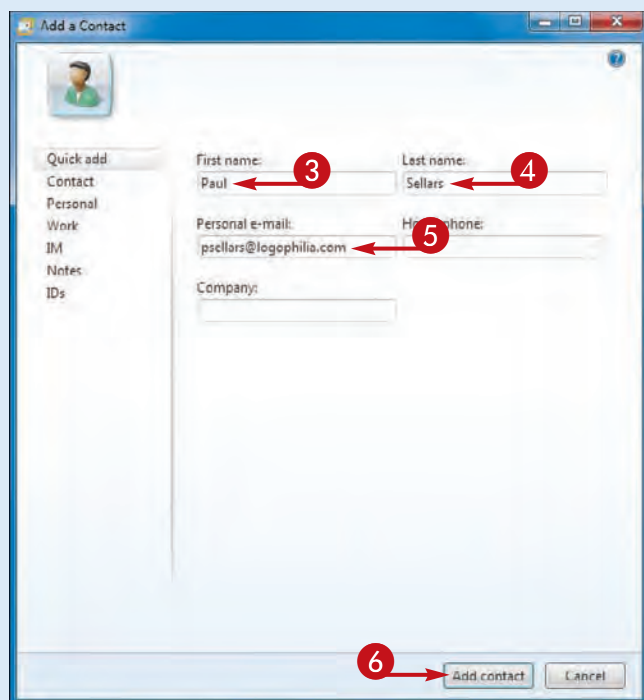 Add a Contact
Quick add
Contact
Personal
Work
IM
Notes
IDs
First name: 3 Last name: 4
Paul Sellars
Personal e-mail: 5 phone:
psellars@logophilia.com
Company:
6 Add contact Cancel